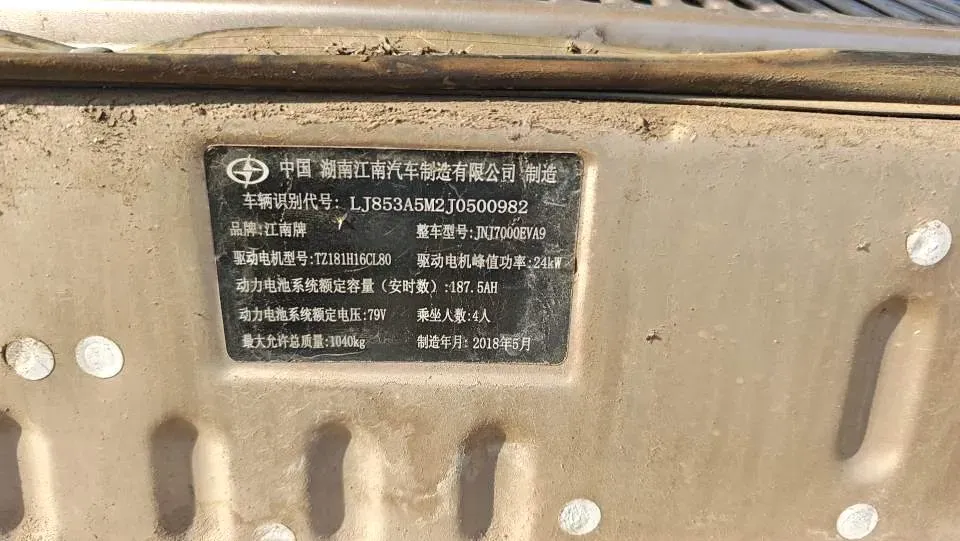 中国 湖南江南汽车制造有限公司 制造
车辆识别代号: LJ853A5M2J0500982
品牌:江南牌 整车型号:JNJ7000EVA9
驱动电机型号:TZ181H16CL80 驱动电机峰值功率:24kW
动力电池系统额定容量（安时数）:187.5AH
动力电池系统额定电压:79V 乘坐人数:4人
最大允许总质量:1040kg 制造年月:2018年5月